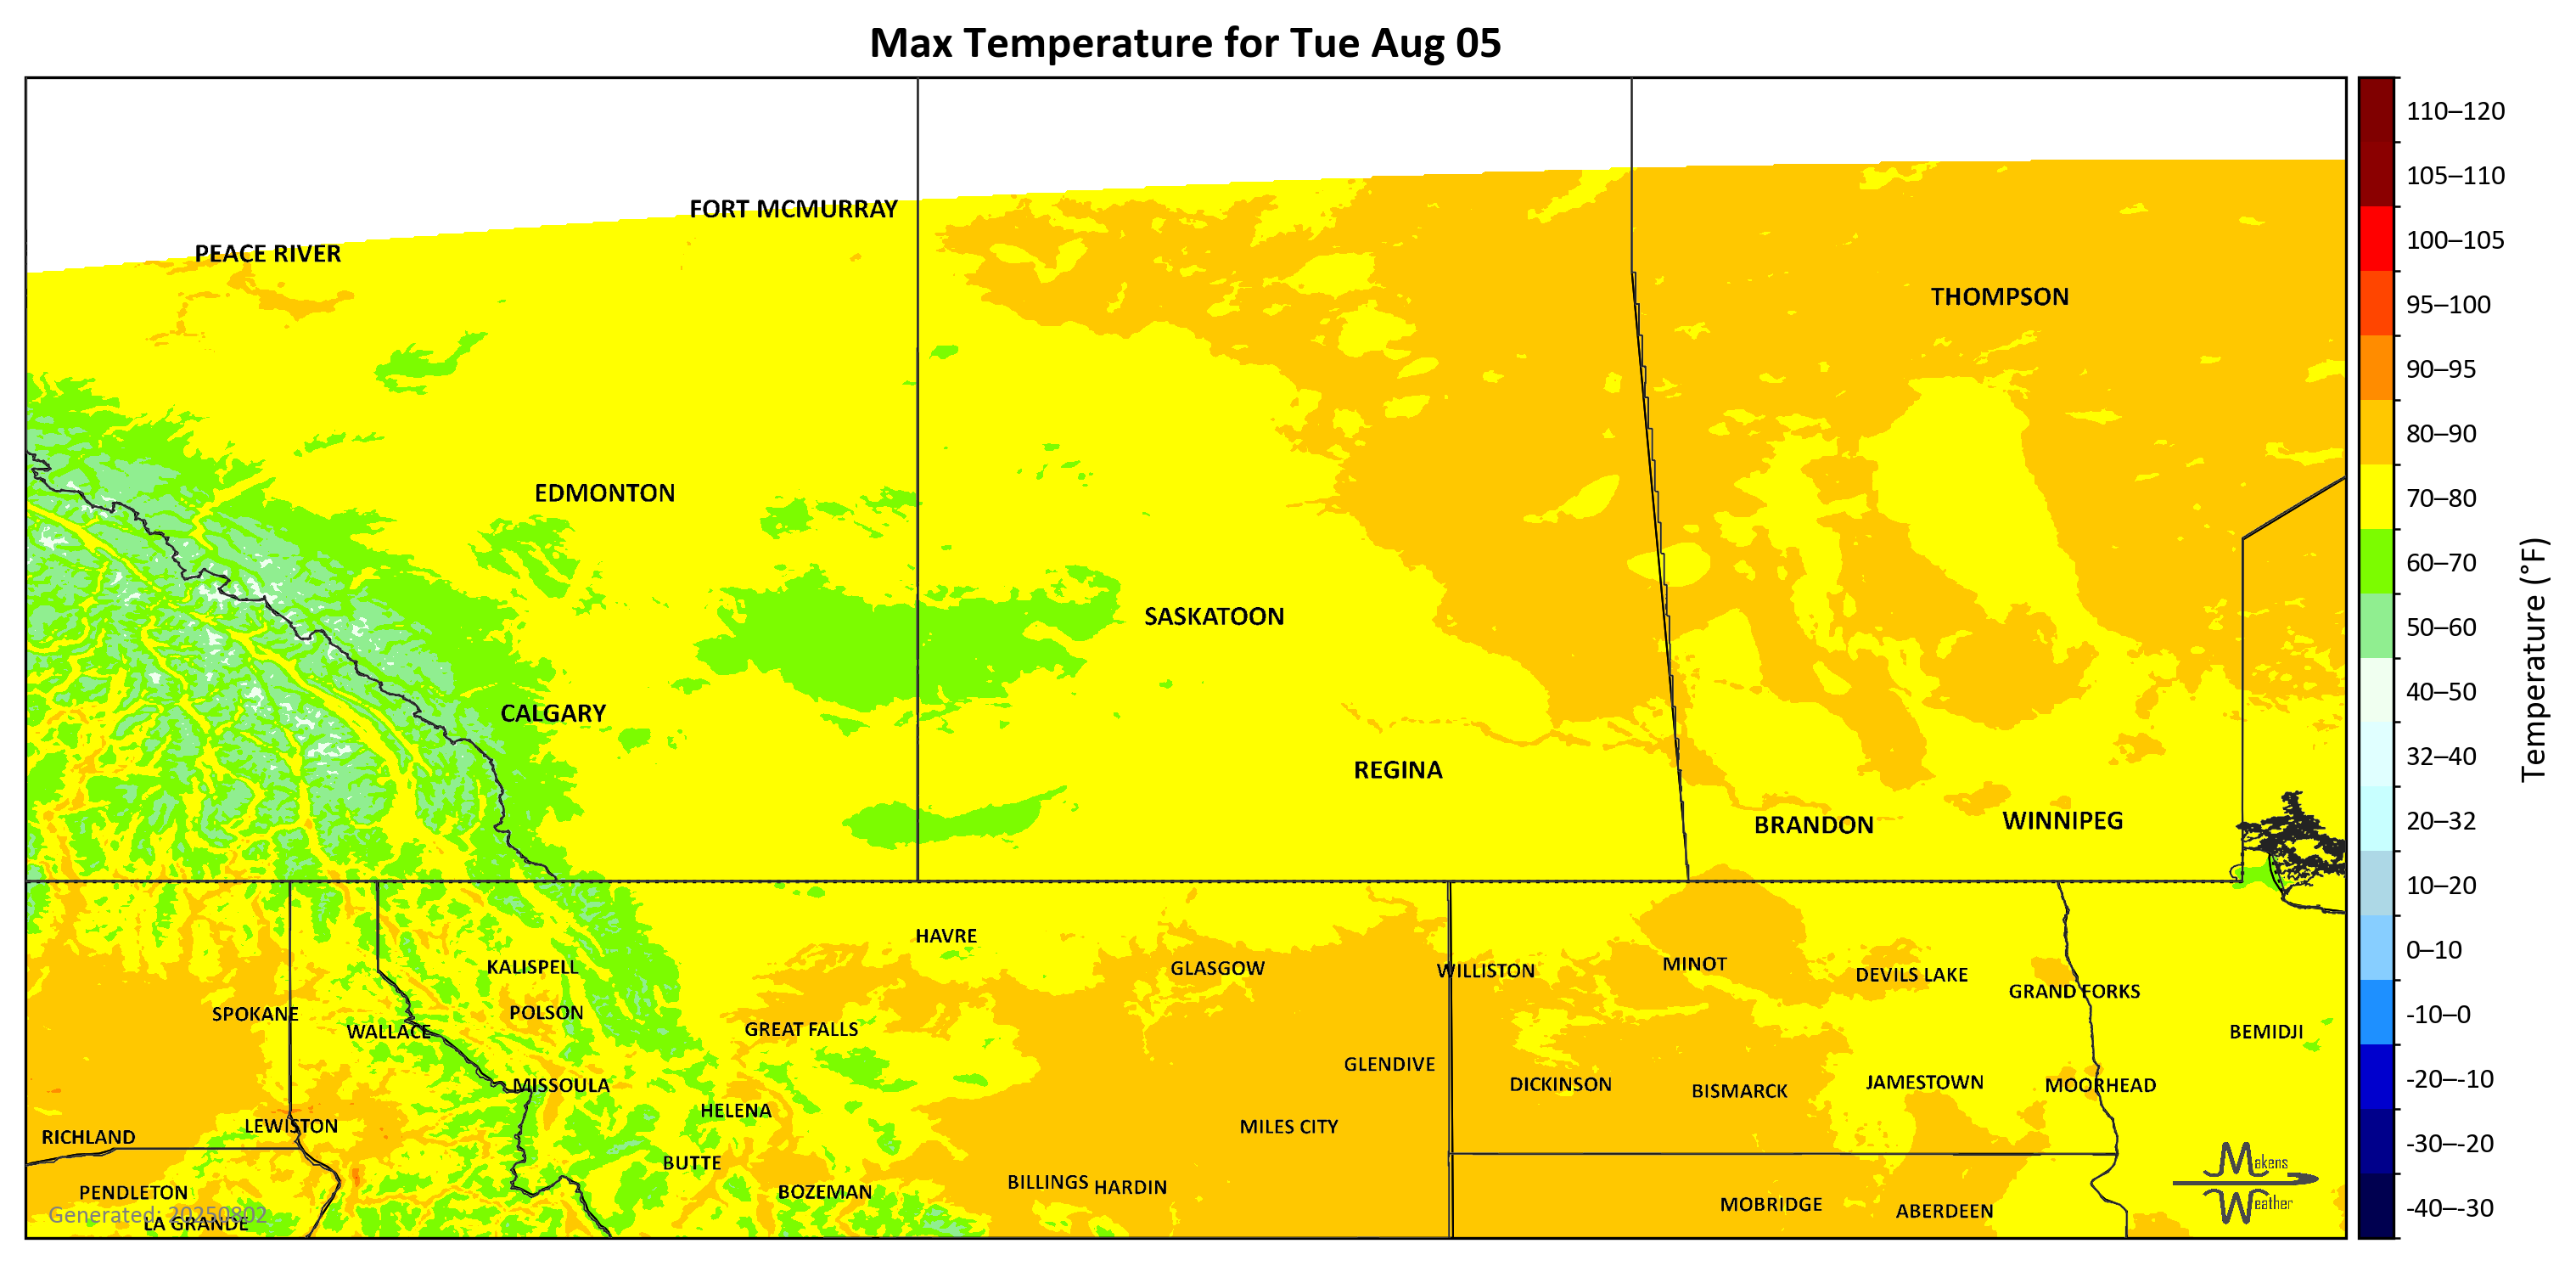 Max Temperature for Tue Aug 05
FORT MCMURRAY
PEACE RIVER
THOMPSON
EDMONTON
SASKATOON
CALGARY
REGINA
BRANDON
WINNIPEG
HAVRE
KALISPELL
GLASGOW
WILLISTON
MINOT
DEVILS LAKE
GRAND FORKS
SPOKANE
POLSON
WALLACE
GREAT FALLS
BEMIDJI
GLENDIVE
MISSOULA
DICKINSON
BISMARCK
JAMESTOWN
MOORHEAD
HELENA
LEWISTON
MILES CITY
RICHLAND
BUTTE
BILLINGS
HARDIN
PENDLETON
BOZEMAN
MOBRIDGE
ABERDEEN
Generated: 20250802
LA GRANDE
Makens
Weather
110–120
105–110
100–105
95–100
90–95
80–90
70–80
60–70
50–60
40–50
32–40
20–32
10–20
0–10
-10–0
-20–-10
-30–-20
-40–-30
Temperature (°F)